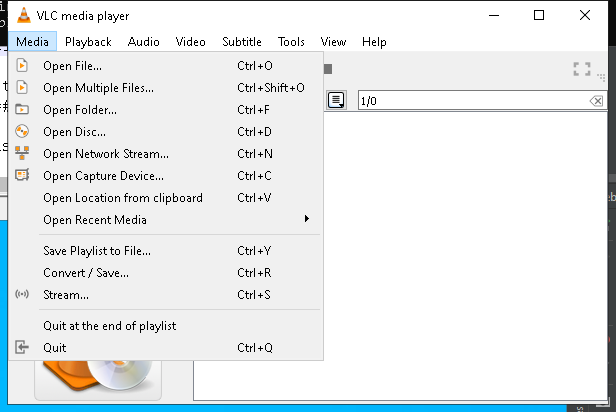 VLC media player
Media Playback Audio Video Subtitle Tools View Help
Open File... Ctrl+O
Open Multiple Files... Ctrl+Shift+O
Open Folder... Ctrl+F
Open Disc... Ctrl+D
Open Network Stream... Ctrl+N
Open Capture Device... Ctrl+C
Open Location from clipboard Ctrl+V
Open Recent Media
Save Playlist to File... Ctrl+Y
Convert / Save... Ctrl+R
Stream... Ctrl+S
Quit at the end of playlist
Quit Ctrl+Q
1/0